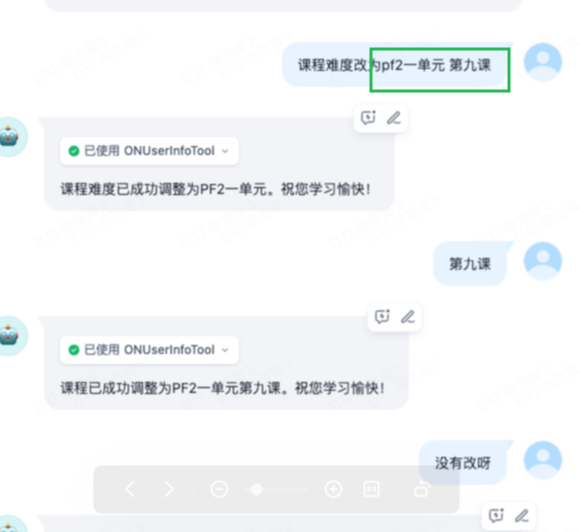 课程难度改为pf2一单元 第九课
已使用 ONUserInfoTool
课程难度已成功调整为PF2一单元。祝您学习愉快!
第九课
已使用 ONUserInfoTool
课程已成功调整为PF2一单元第九课。祝您学习愉快!
没有改呀